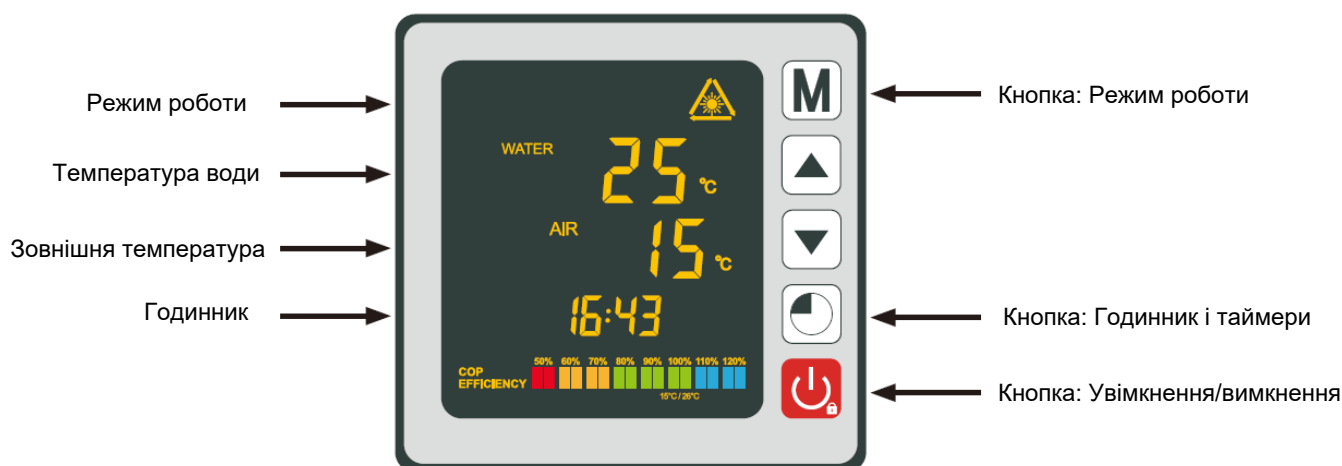 Режим роботи
M
Кнопка: Режим роботи
WATER 25 °C
Температура води
AIR 15 °C
Зовнішня температура
16:43
Годинник
Кнопка: Годинник і таймери
COP
EFFICIENCY
50% 60% 70% 80% 90% 100% 110% 120%
15°C / 26°C
Кнопка: Увімкнення/вимкнення